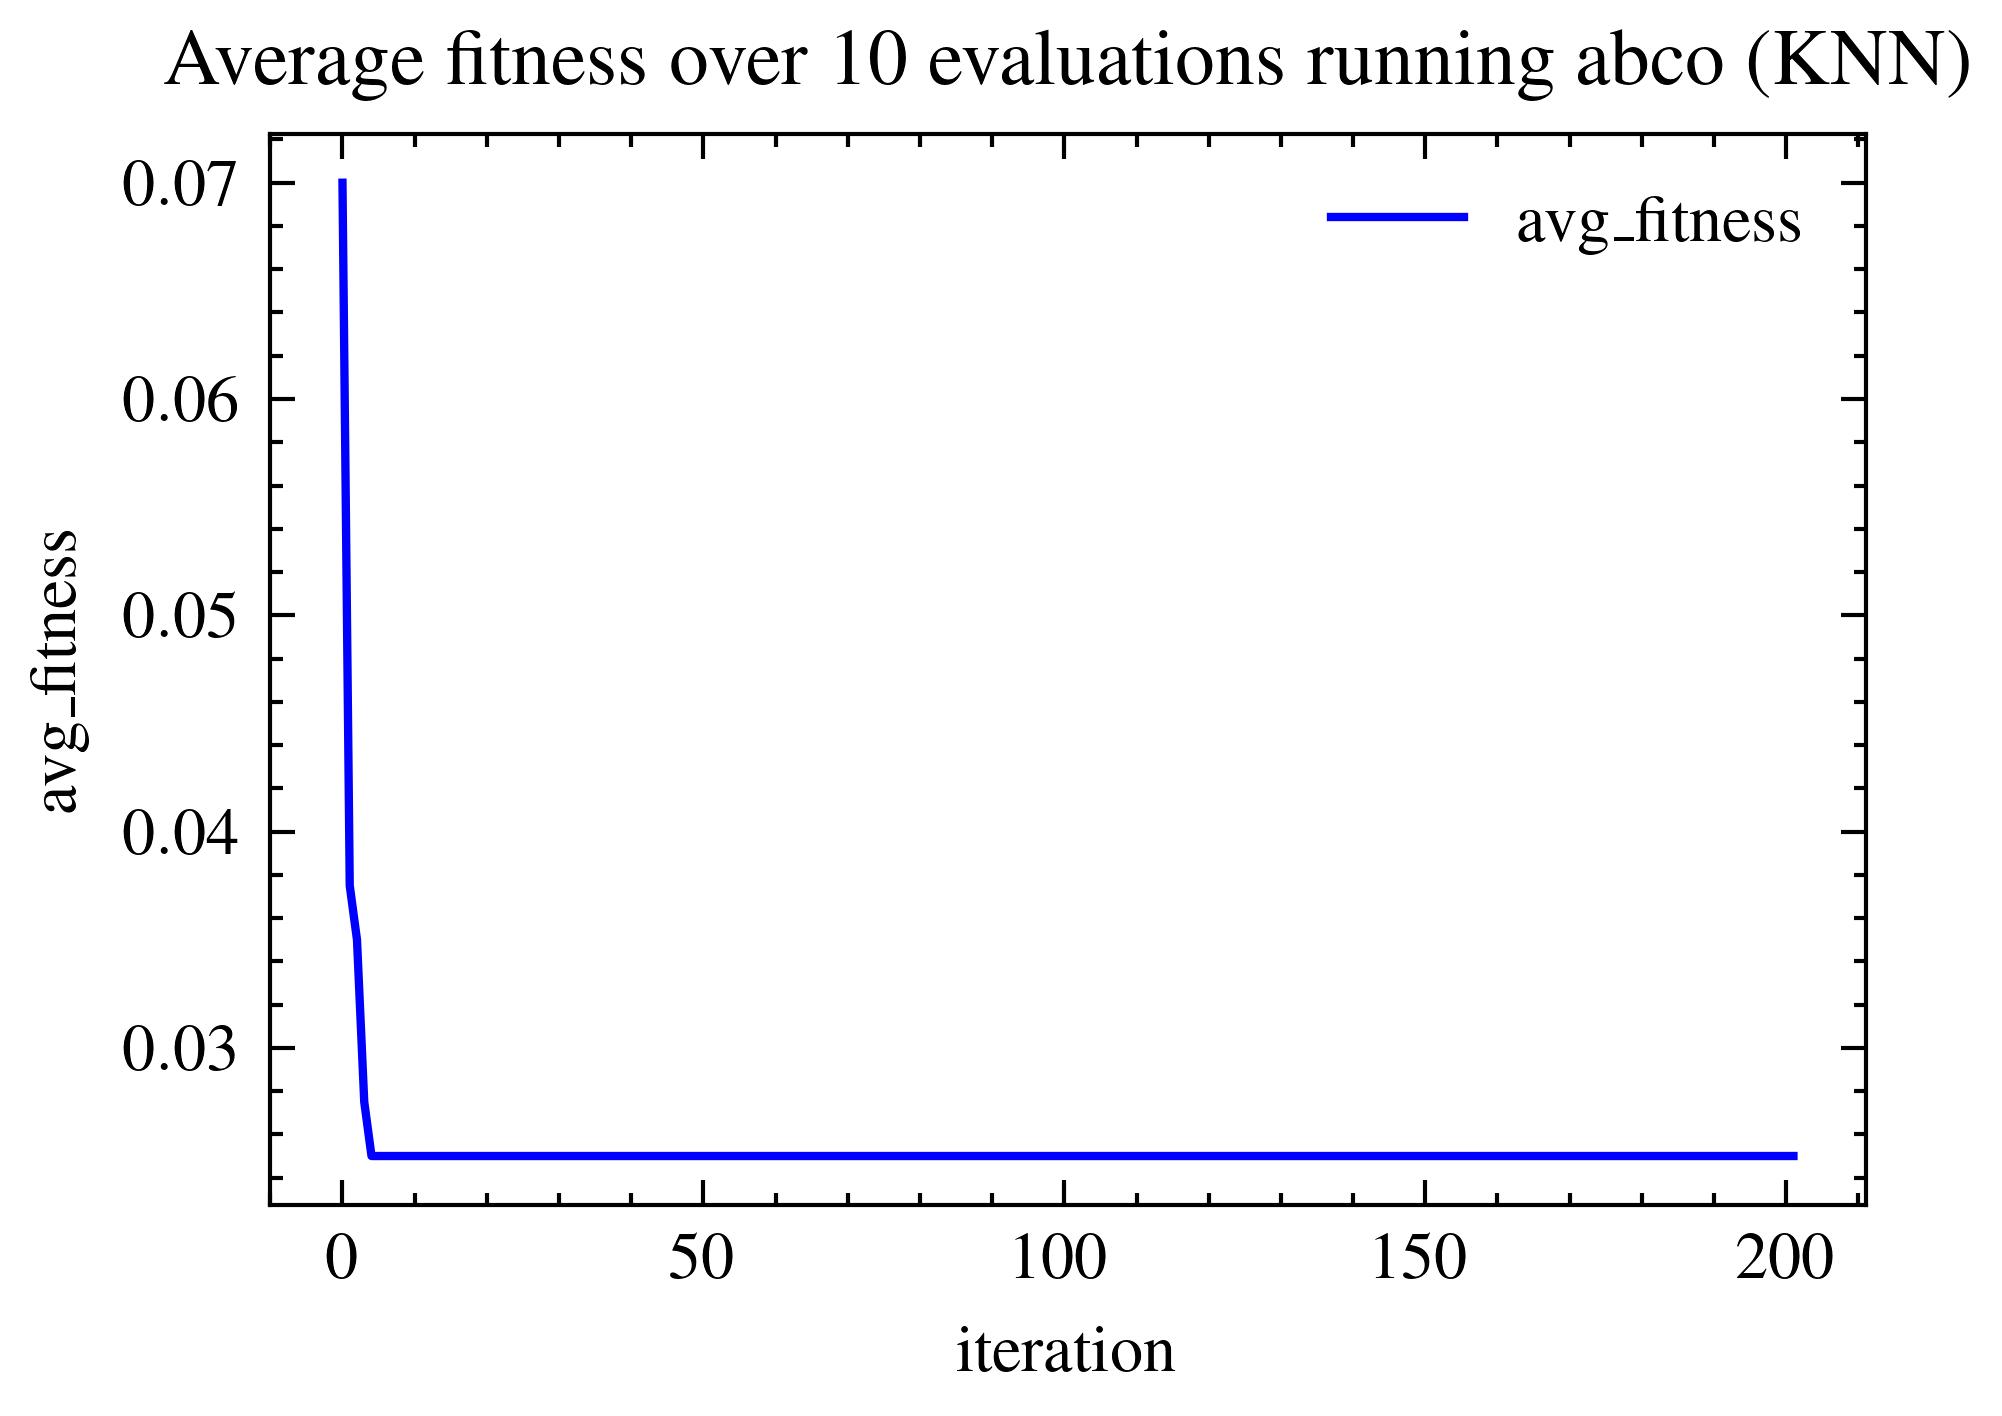 Average fitness over 10 evaluations running abco (KNN)
avg_fitness
0.07
0.06
0.05
0.04
0.03
avg_fitness
0 50 100 150 200
iteration